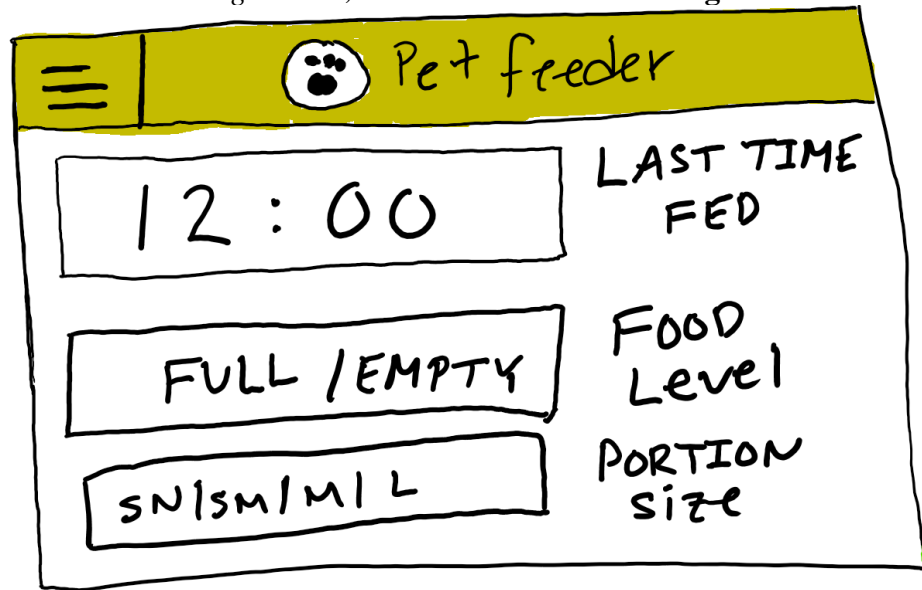 Pet feeder
12:00
LAST TIME
FED
FULL / EMPTY
FOOD
Level
SN/SM/M/L
PORTION
size